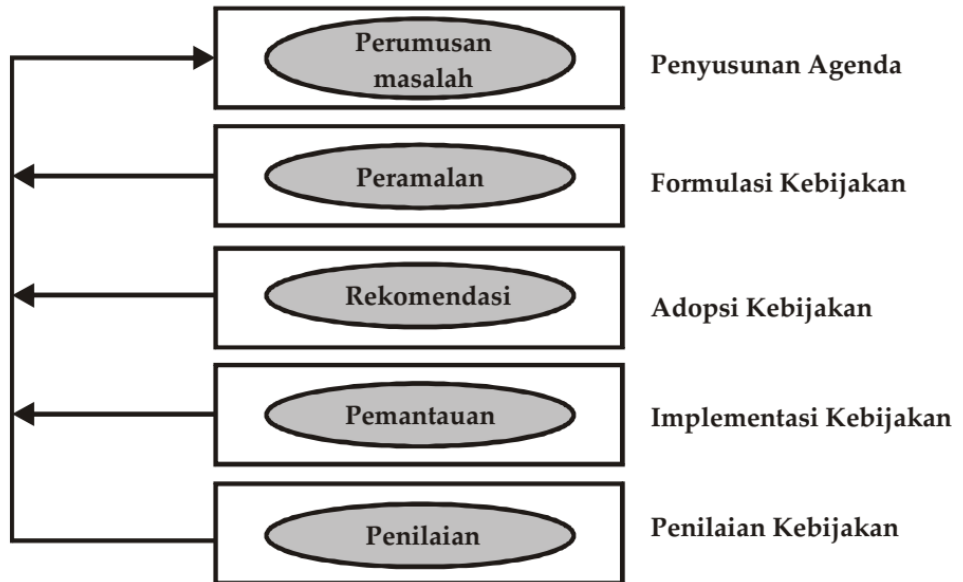 Perumusan
masalah
Penyusunan Agenda
Peramalan
Formulasi Kebijakan
Rekomendasi
Adopsi Kebijakan
Pemantauan
Implementasi Kebijakan
Penilaian
Penilaian Kebijakan